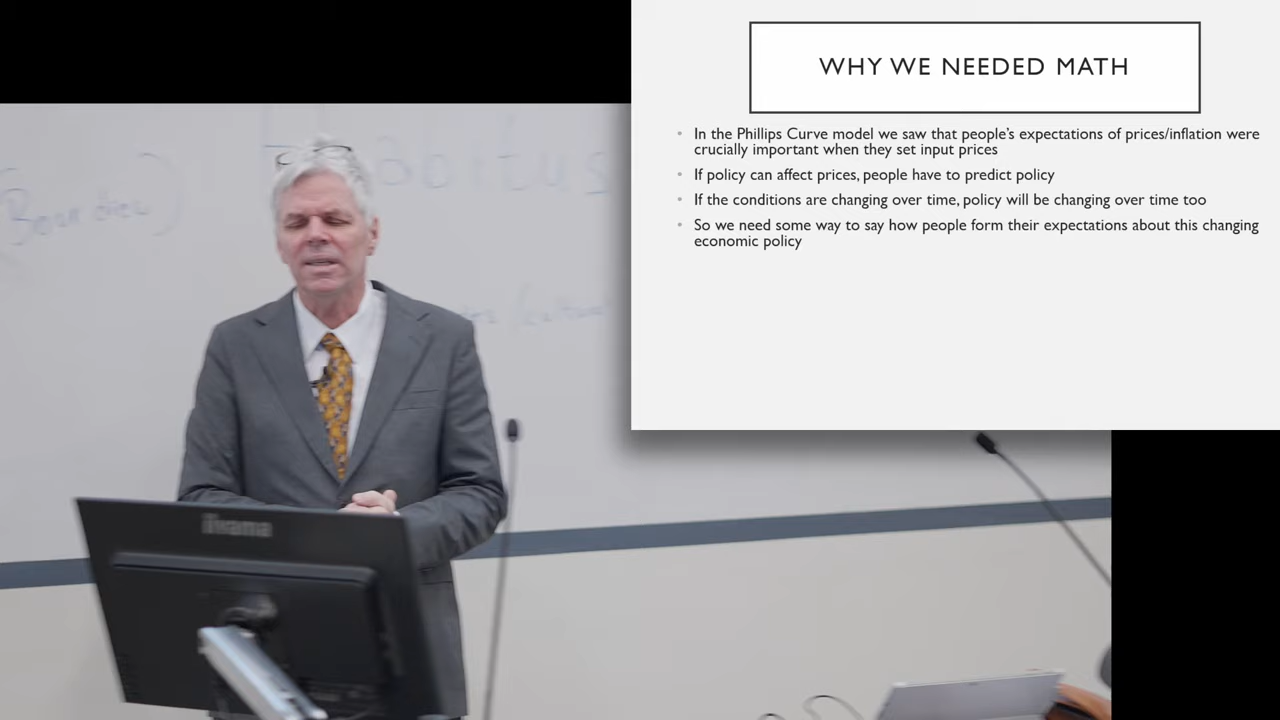 WHY WE NEEDED MATH
• In the Phillips Curve model we saw that people's expectations of prices/inflation were
crucially important when they set input prices
• If policy can affect prices, people have to predict policy
• If the conditions are changing over time, policy will be changing over time too
• So we need some way to say how people form their expectations about this changing
economic policy
Habitus
iiyama